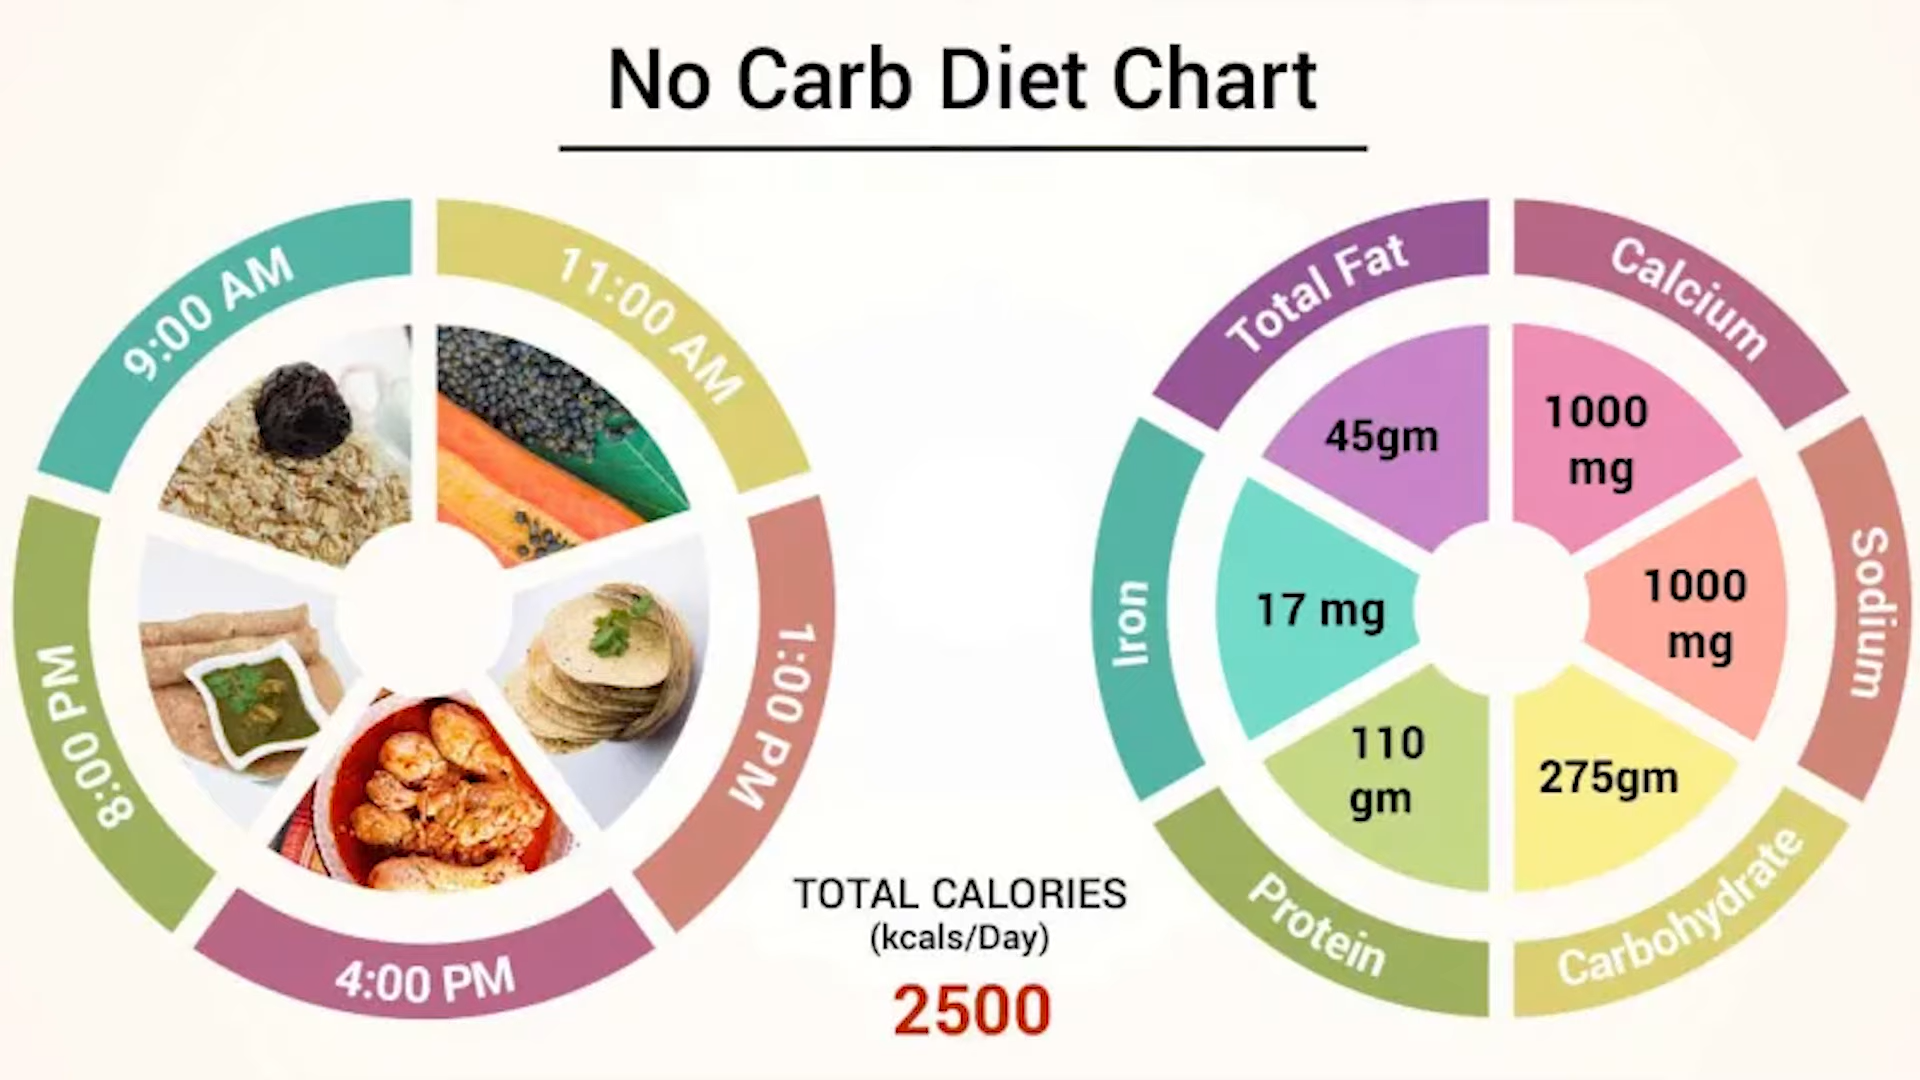 No Carb Diet Chart
9:00 AM
11:00 AM
1:00 PM
4:00 PM
8:00 PM
TOTAL CALORIES
(kcals/Day)
2500
Total Fat
45gm
Calcium
1000
mg
Sodium
1000
mg
Carbohydrate
275gm
Protein
110
gm
Iron
17 mg